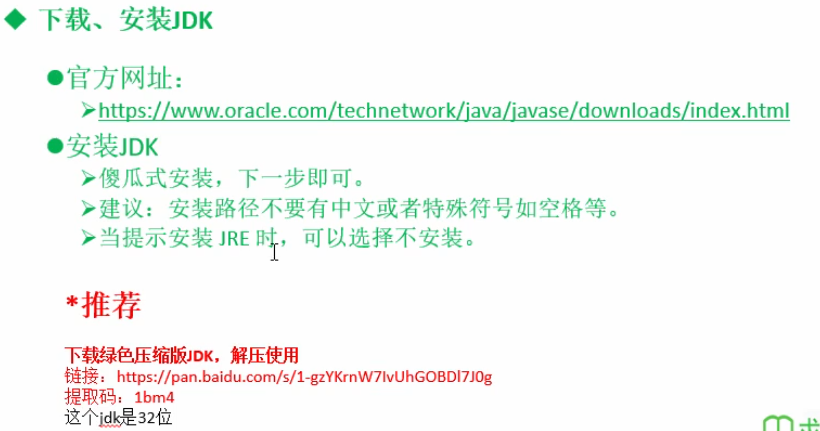 ◆ 下载、安装JDK
●官方网址：
➢https://www.oracle.com/technetwork/java/javase/downloads/index.html
●安装JDK
➢傻瓜式安装，下一步即可。
➢建议：安装路径不要有中文或者特殊符号如空格等。
➢当提示安装 JRE 时，可以选择不安装。
*推荐
下载绿色压缩版JDK，解压使用
链接：https://pan.baidu.com/s/1-gzYKrnW7IvUhGOBDl7J0g
提取码：1bm4
这个jdk是32位